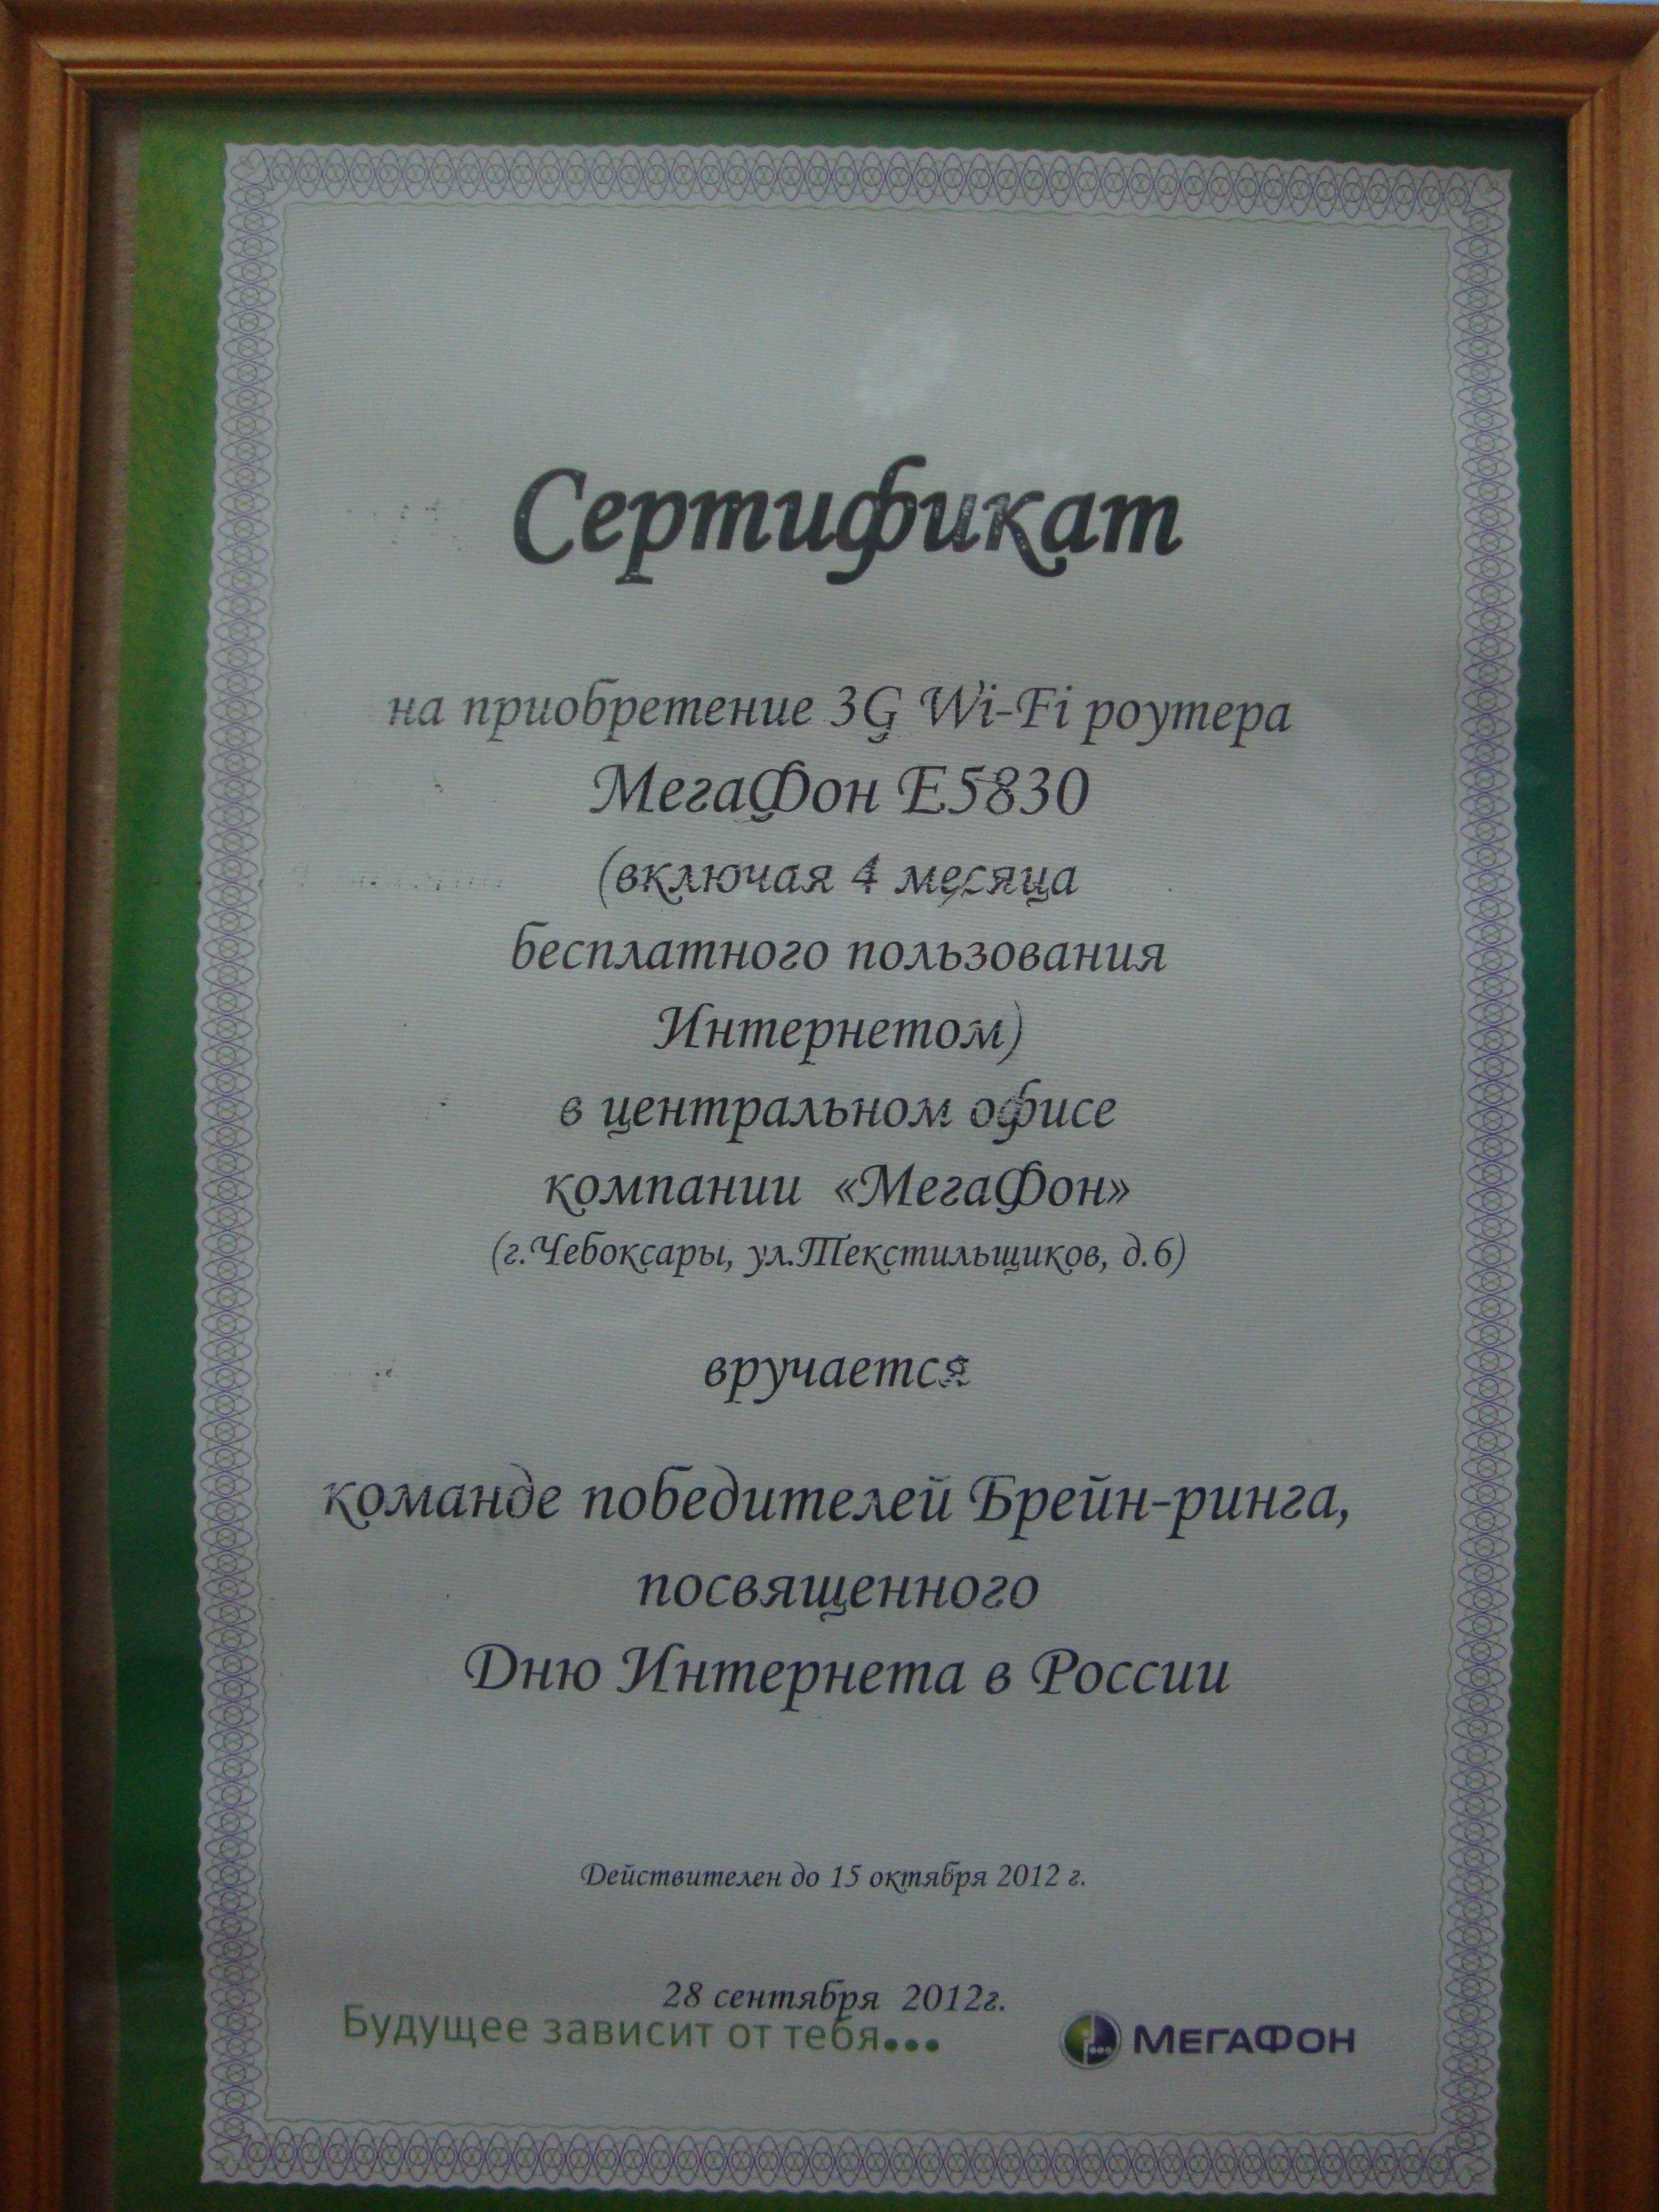 Сертификат
на приобретение 3G Wi-Fi роутера
МегаФон E5830
(включая 4 месяца
бесплатного пользования
Интернетом)
в центральном офисе
компании «МегаФон»
(г.Чебоксары, ул.Текстильщиков, д.6)
вручается
команде победителей Брейн-ринга,
посвященного
Дню Интернета в России
Действителен до 15 октября 2012 г.
28 сентября 2012г.
Будущее зависит от тебя...
МЕГАФОН